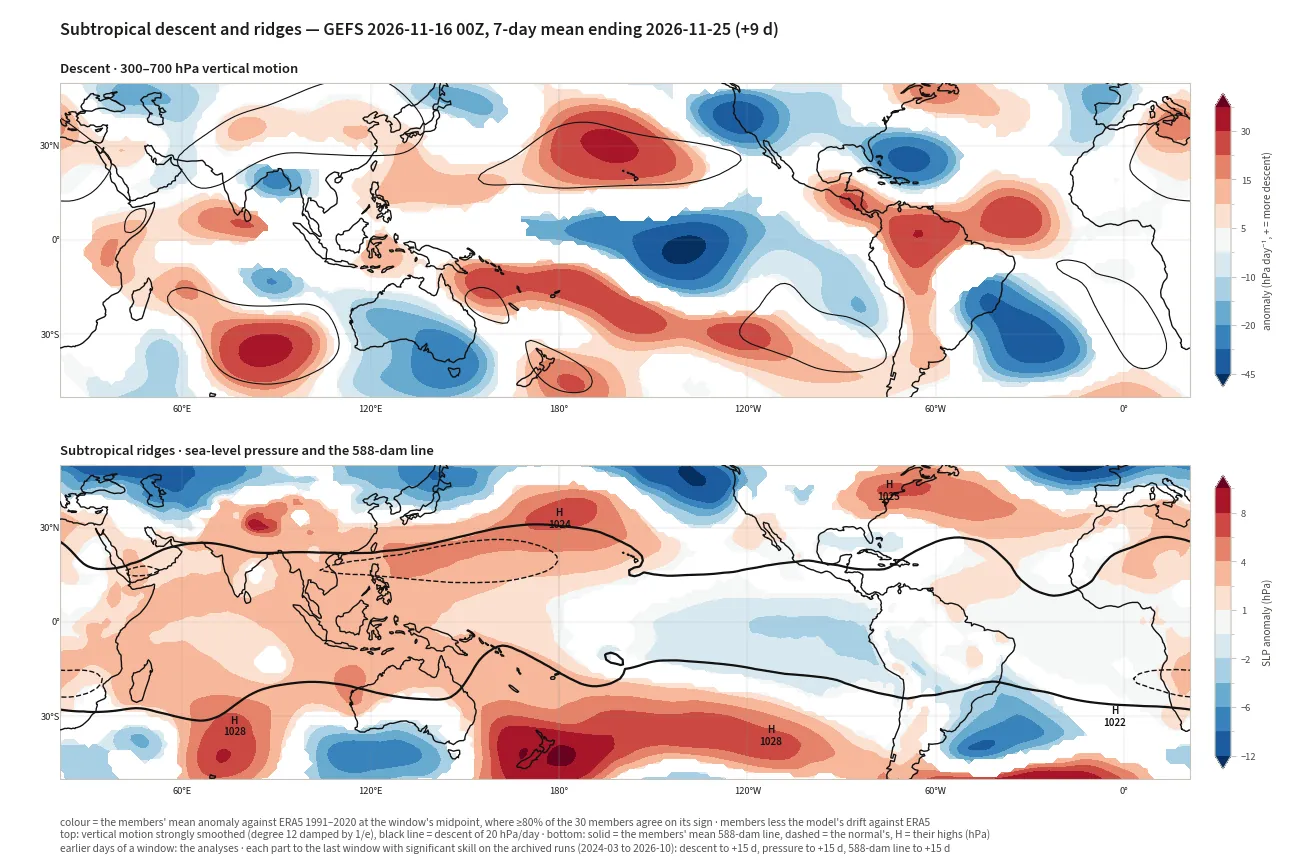 Subtropical descent and ridges — GEFS 2026-11-16 00Z, 7-day mean ending 2026-11-25 (+9 d)
Descent · 300–700 hPa vertical motion
30°N
0°
30°S
60°E
120°E
180°
120°W
60°W
0°
30
15
5
−10
−20
−45
anomaly (hPa day⁻¹, + = more descent)
Subtropical ridges · sea-level pressure and the 588-dam line
30°N
0°
30°S
H
1024
H
1025
H
1028
H
1028
H
1022
60°E
120°E
180°
120°W
60°W
0°
8
4
1
−2
−6
−12
SLP anomaly (hPa)
colour = the members' mean anomaly against ERA5 1991–2020 at the window's midpoint, where ≥80% of the 30 members agree on its sign · members less the model's drift against ERA5
top: vertical motion strongly smoothed (degree 12 damped by 1/e), black line = descent of 20 hPa/day · bottom: solid = the members' mean 588-dam line, dashed = the normal's, H = their highs (hPa)
earlier days of a window: the analyses · each part to the last window with significant skill on the archived runs (2024-03 to 2026-10): descent to +15 d, pressure to +15 d, 588-dam line to +15 d